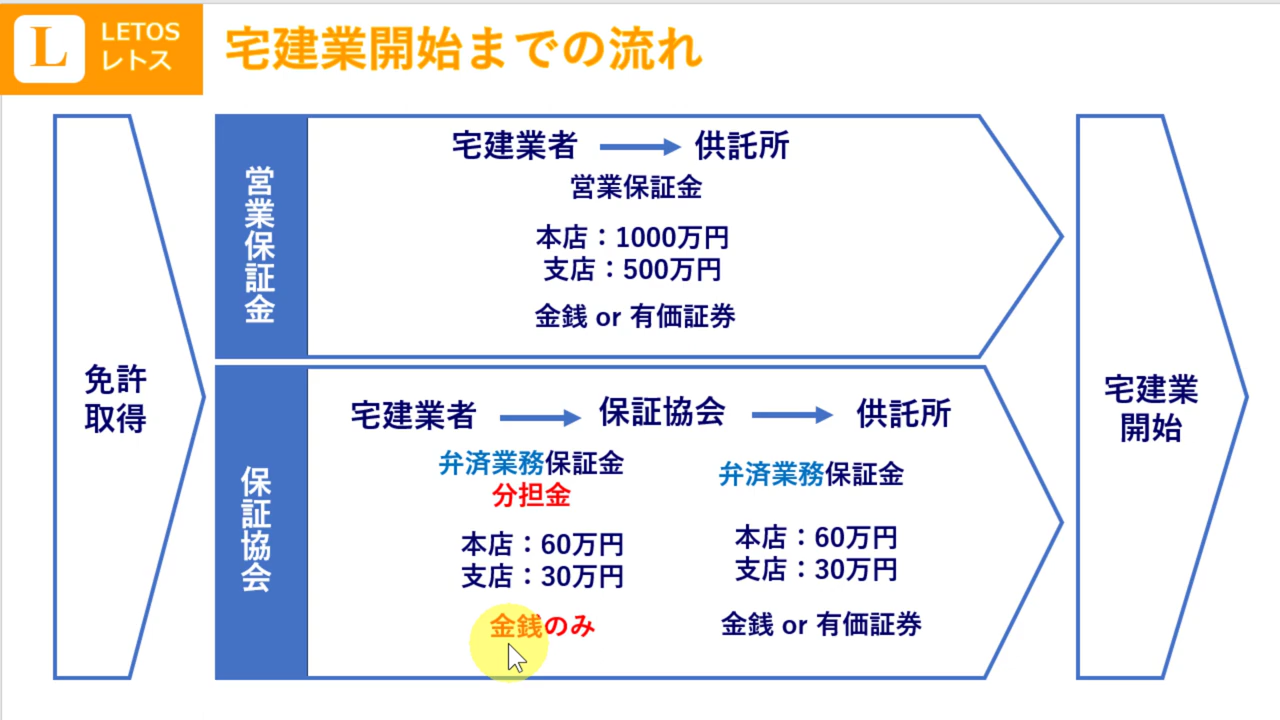 L
LETOS
レトス
宅建業開始までの流れ
免許
取得
営業保証金
宅建業者
供託所
営業保証金
本店：1000万円
支店：500万円
金銭 or 有価証券
保証協会
宅建業者
保証協会
供託所
弁済業務保証金
分担金
本店：60万円
支店：30万円
金銭のみ
弁済業務保証金
本店：60万円
支店：30万円
金銭 or 有価証券
宅建業
開始